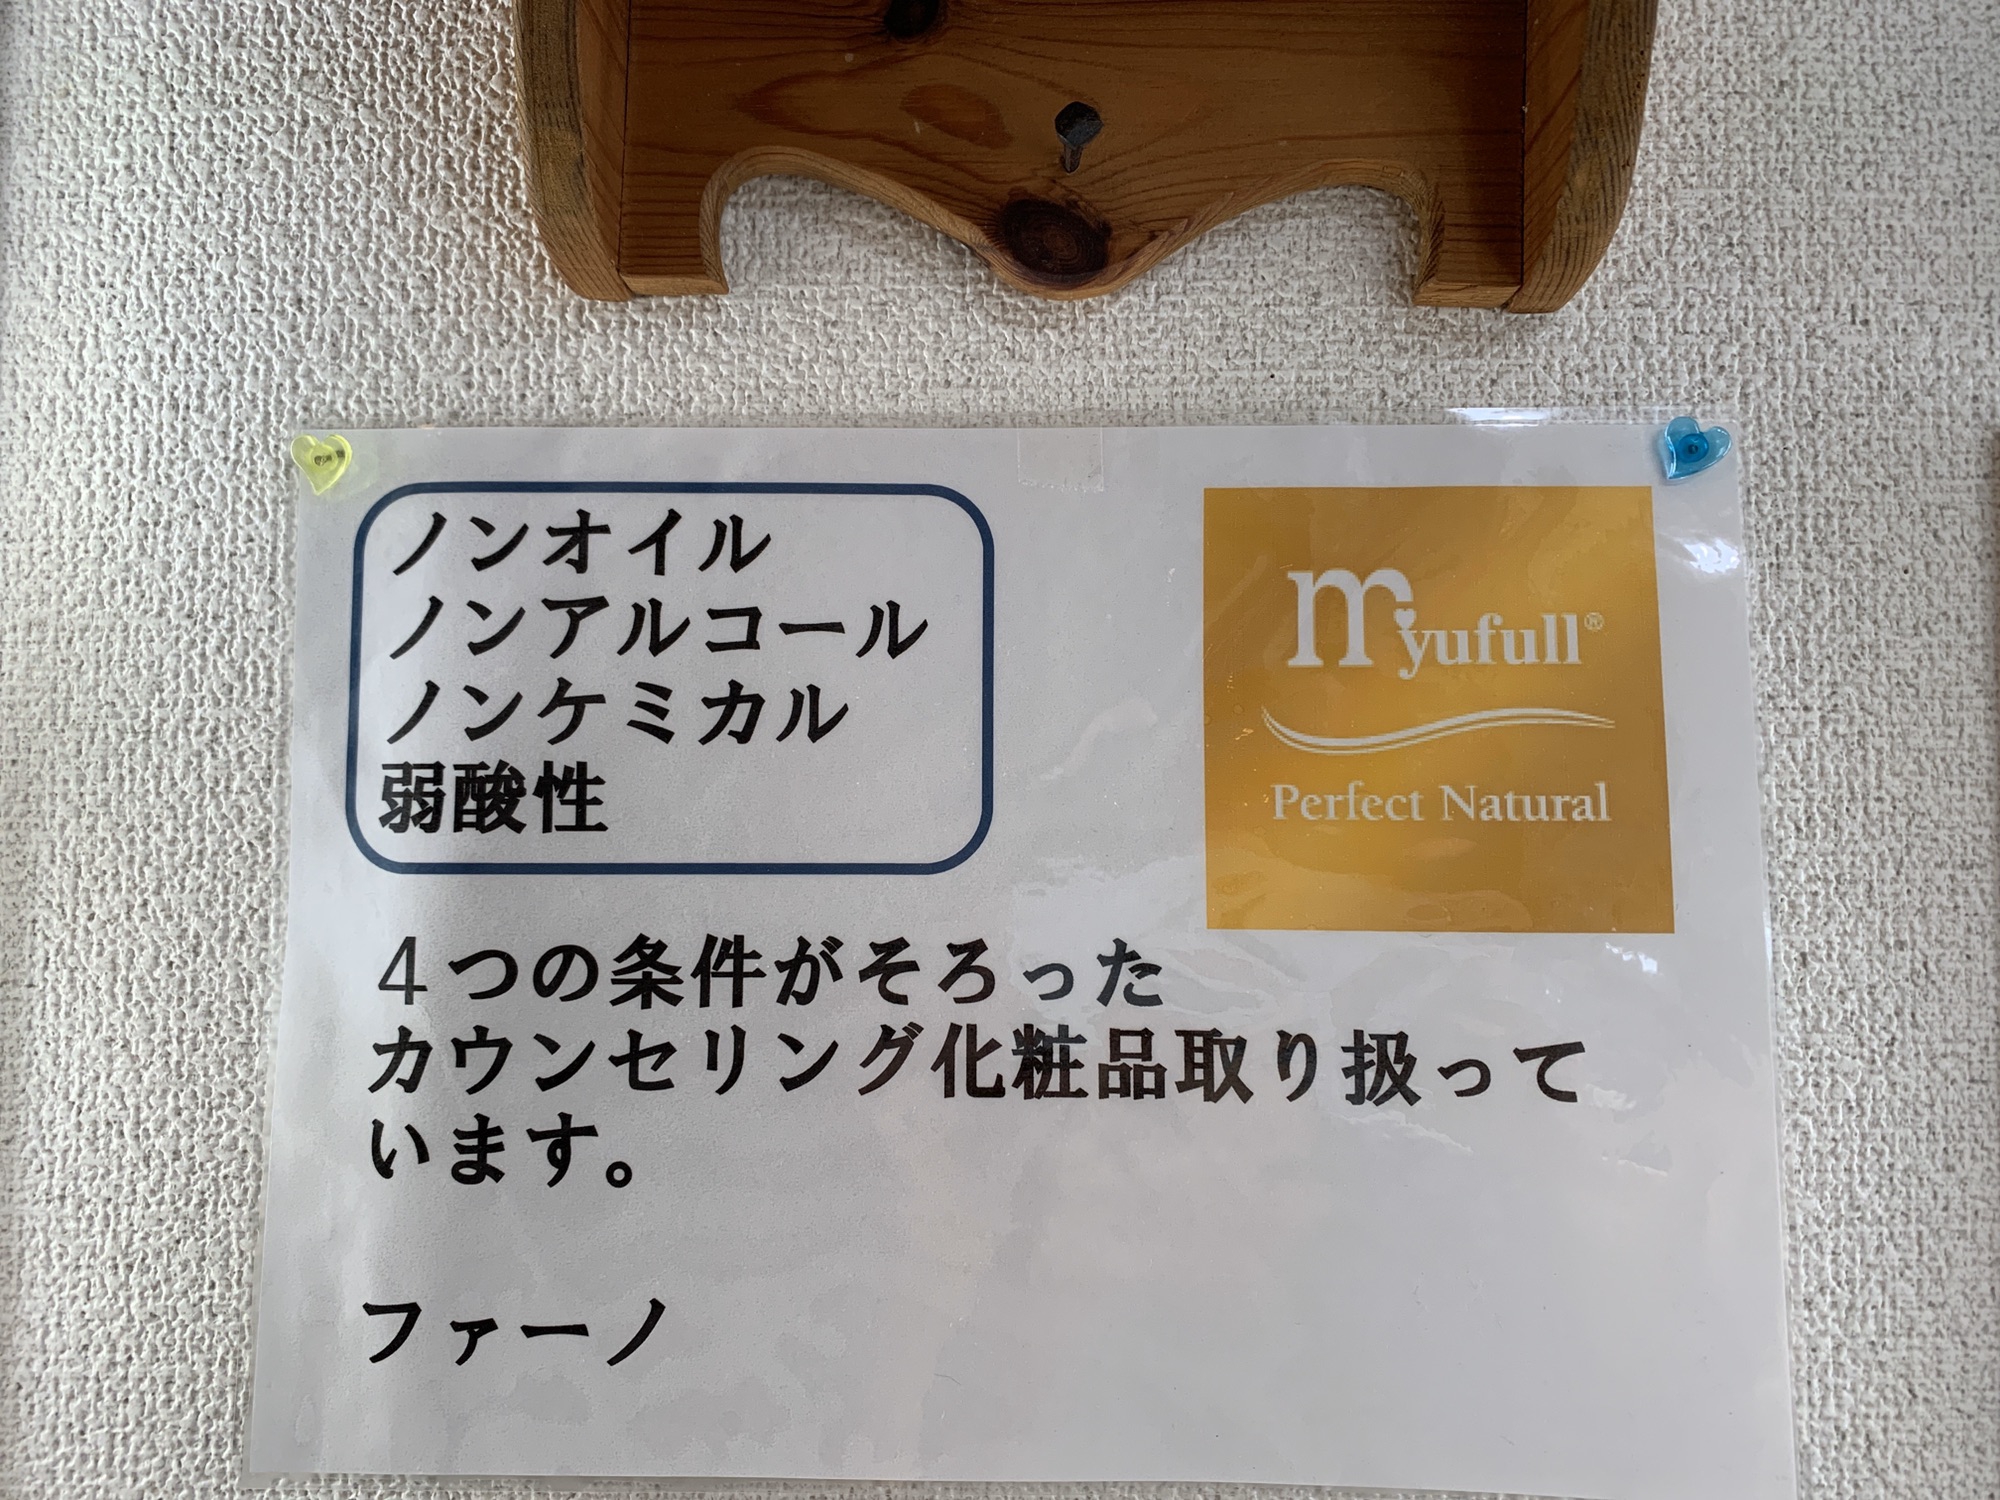 ノンオイル
ノンアルコール
ノンケミカル
弱酸性
myufull®
Perfect Natural
４つの条件がそろった
カウンセリング化粧品取り扱って
います。
ファーノ